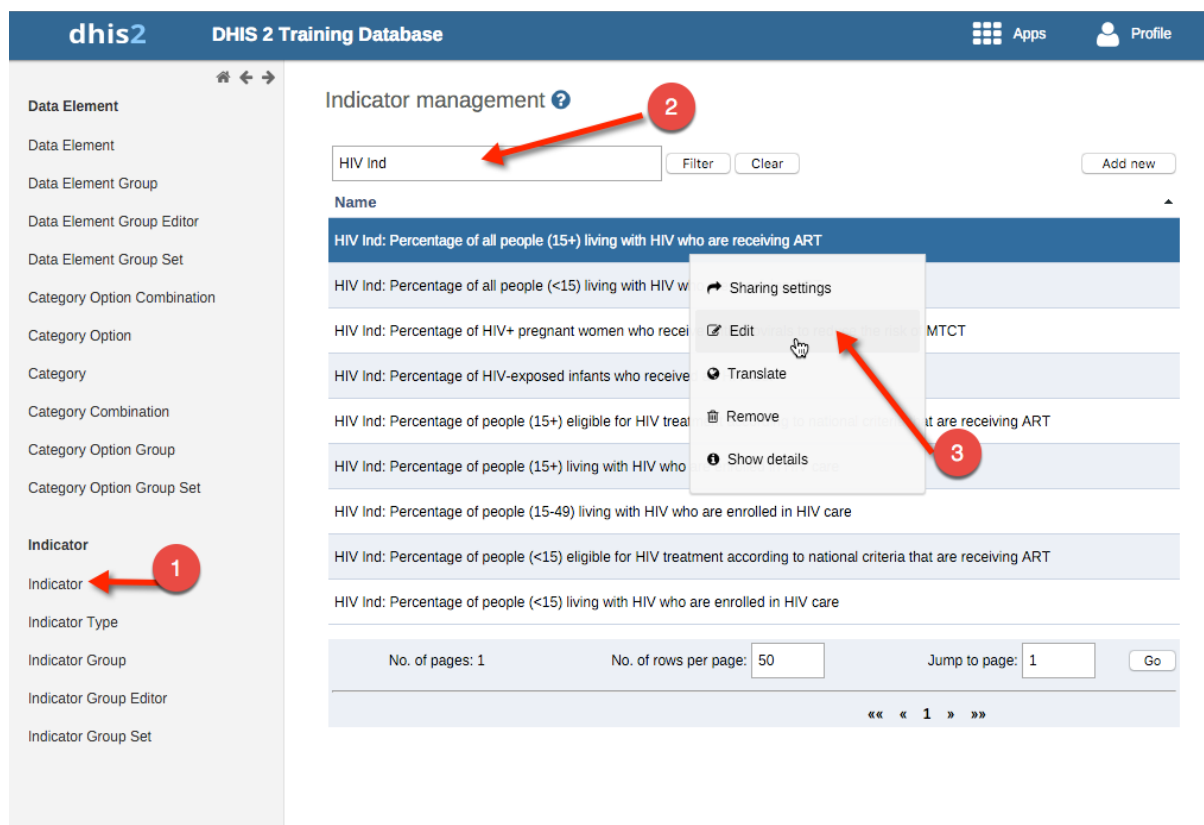 dhis2 DHIS 2 Training Database Apps Profile
Data Element
Data Element
Data Element Group
Data Element Group Editor
Data Element Group Set
Category Option Combination
Category Option
Category
Category Combination
Category Option Group
Category Option Group Set
Indicator
Indicator
1
Indicator Type
Indicator Group
Indicator Group Editor
Indicator Group Set
Indicator management ?
2
HIV Ind Filter Clear Add new
Name
HIV Ind: Percentage of all people (15+) living with HIV who are receiving ART
HIV Ind: Percentage of all people (<15) living with HIV w
HIV Ind: Percentage of HIV+ pregnant women who recei MTCT
HIV Ind: Percentage of HIV-exposed infants who receive
HIV Ind: Percentage of people (15+) eligible for HIV trea at are receiving ART
HIV Ind: Percentage of people (15+) living with HIV who
HIV Ind: Percentage of people (15-49) living with HIV who are enrolled in HIV care
HIV Ind: Percentage of people (<15) eligible for HIV treatment according to national criteria that are receiving ART
HIV Ind: Percentage of people (<15) living with HIV who are enrolled in HIV care
Sharing settings
Edit
Translate
Remove
Show details
3
No. of pages: 1 No. of rows per page: 50 Jump to page: 1 Go
«« « 1 » »»